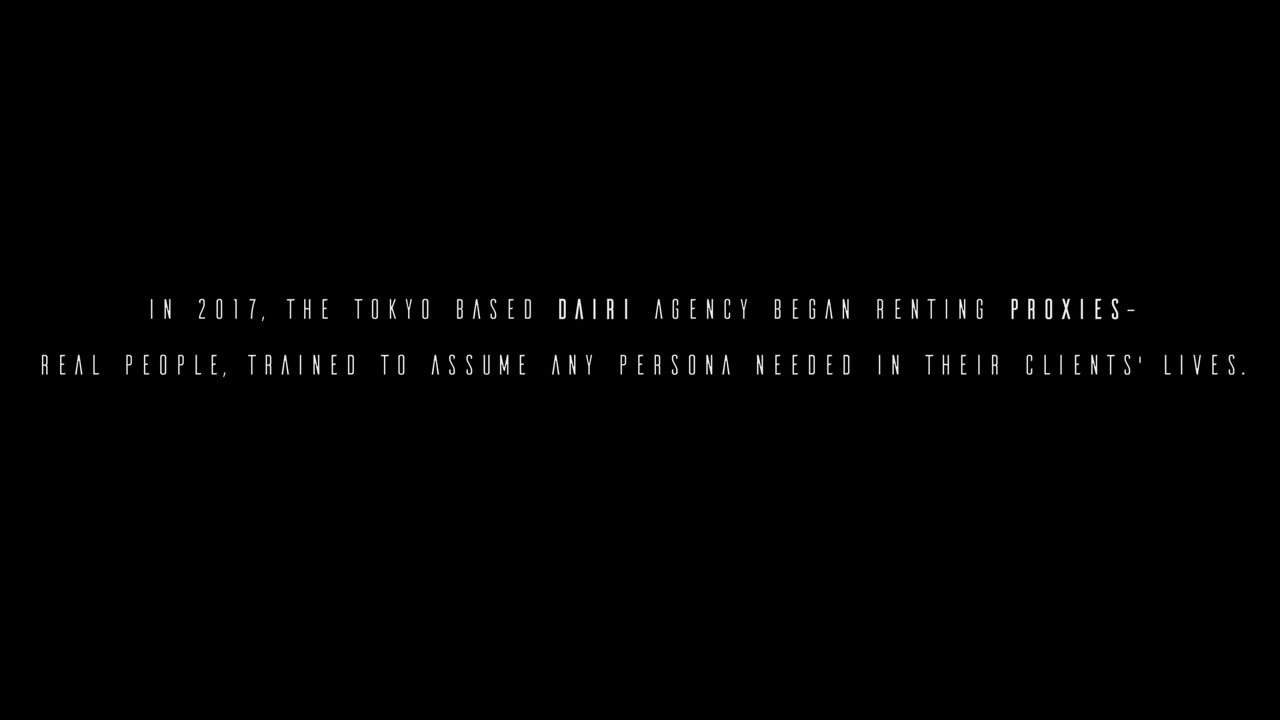 IN 2017, THE TOKYO BASED DAIRI AGENCY BEGAN RENTING PROXIES-
REAL PEOPLE, TRAINED TO ASSUME ANY PERSONA NEEDED IN THEIR CLIENTS' LIVES.